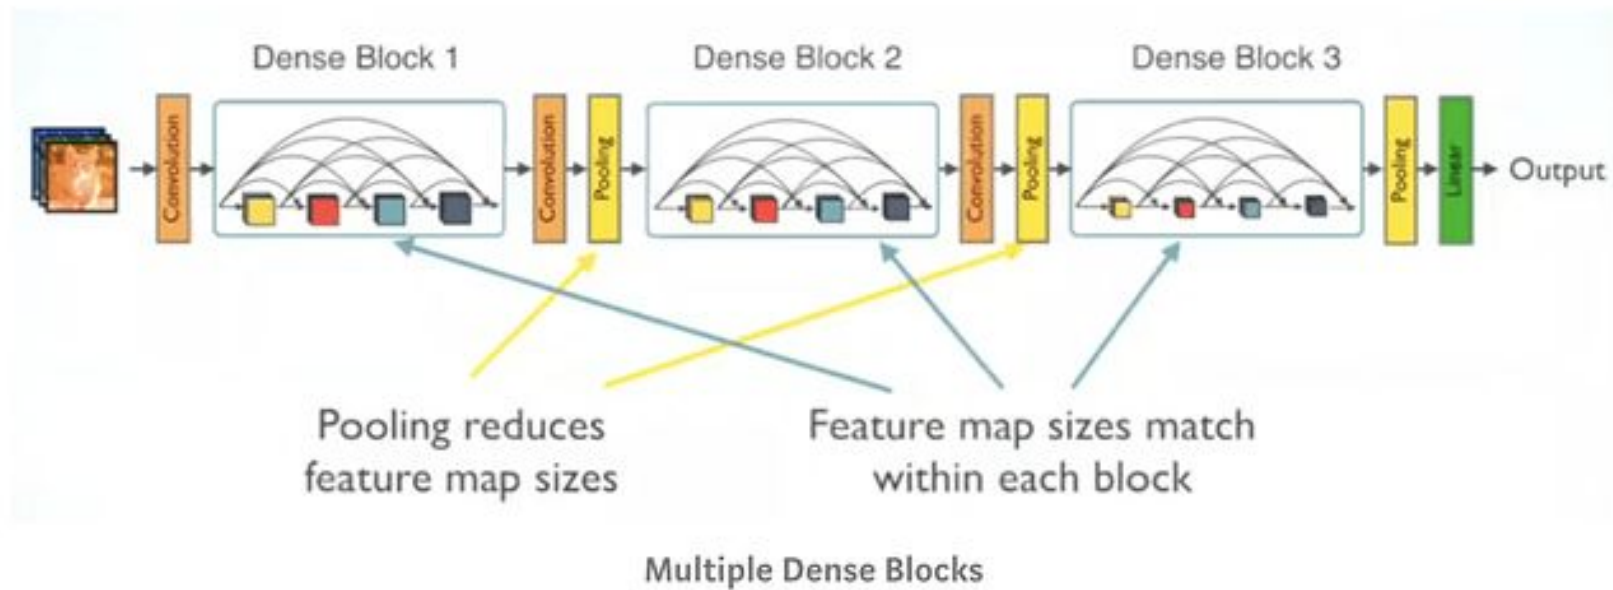 Dense Block 1
Dense Block 2
Dense Block 3
Convolution
Convolution
Pooling
Convolution
Pooling
Pooling
Linear
Output
Pooling reduces
feature map sizes
Feature map sizes match
within each block
Multiple Dense Blocks